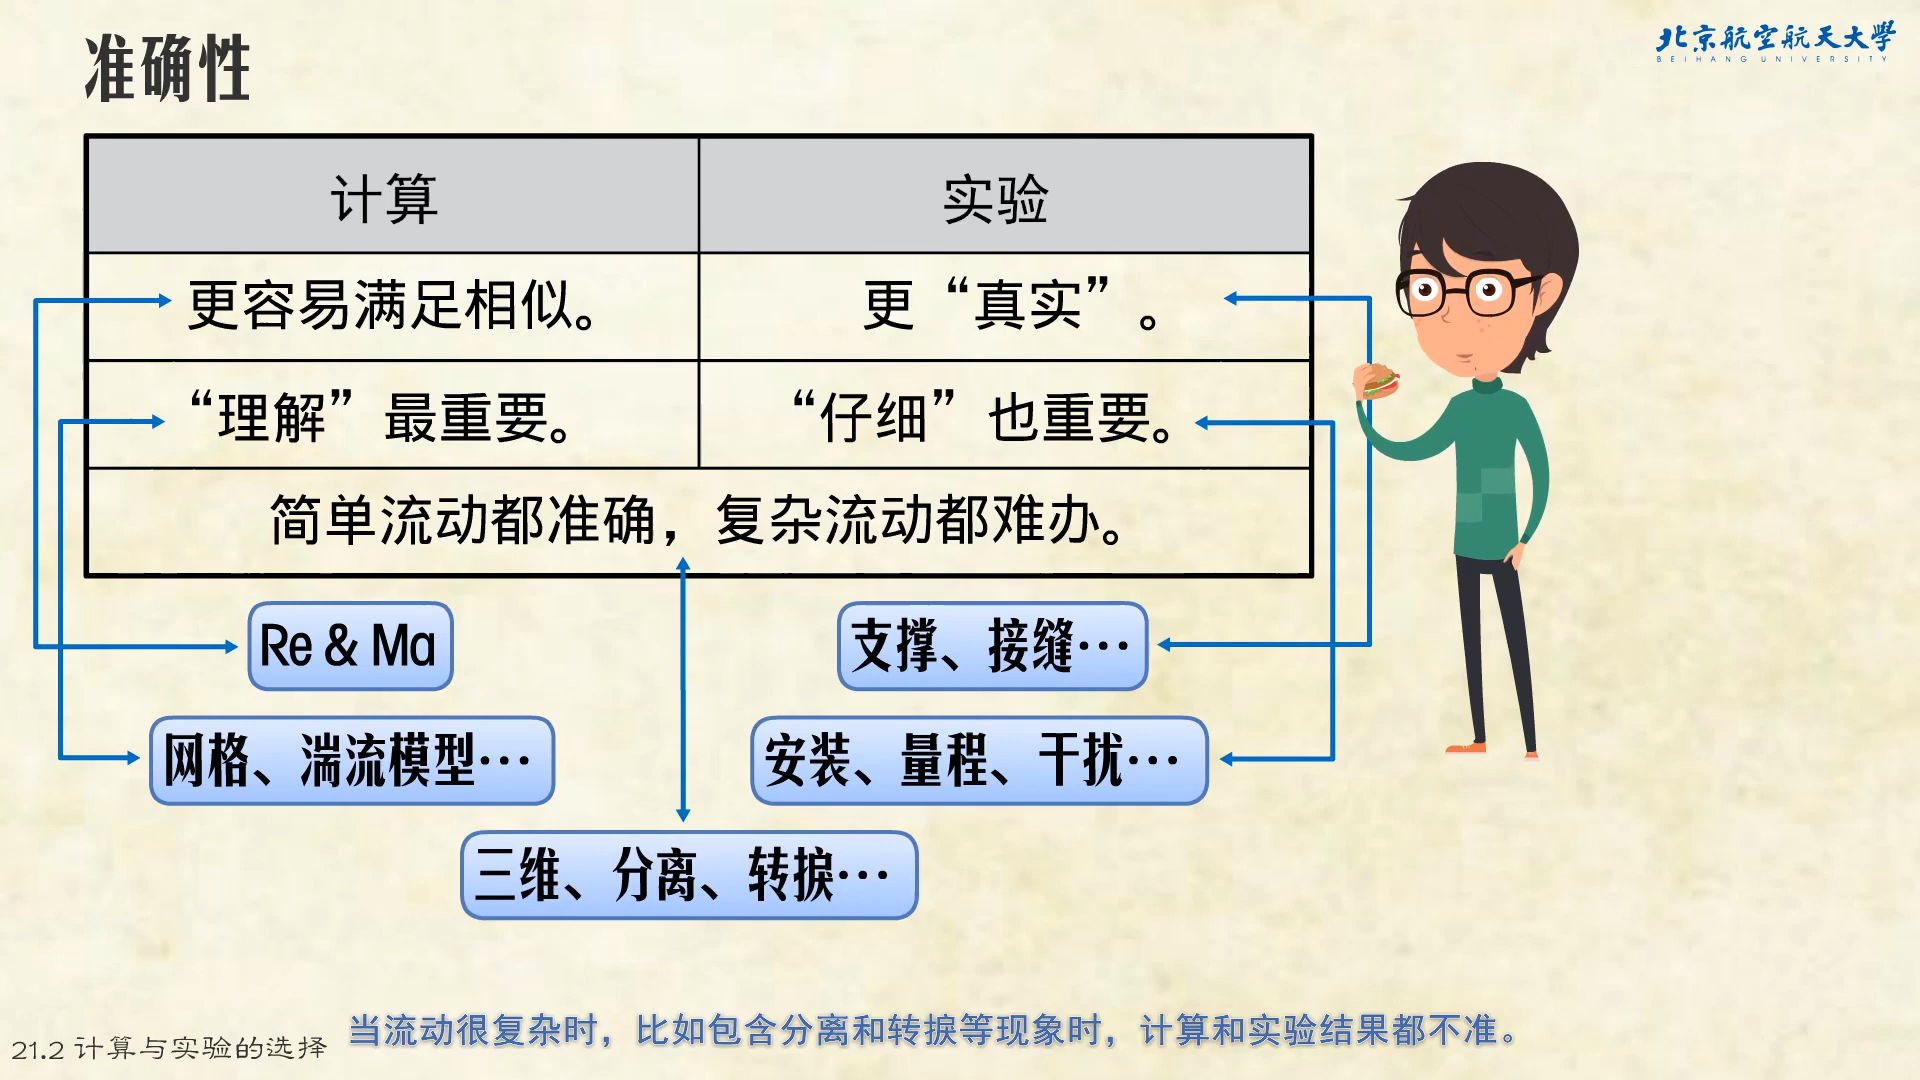 准确性
北京航空航天大學
BEIHANG UNIVERSITY
计算
实验
更容易满足相似。
更“真实”。
“理解”最重要。
“仔细”也重要。
简单流动都准确，复杂流动都难办。
Re & Ma
支撑、接缝…
网格、湍流模型…
安装、量程、干扰…
三维、分离、转捩…
当流动很复杂时，比如包含分离和转捩等现象时，计算和实验结果都不准。
21.2 计算与实验的选择